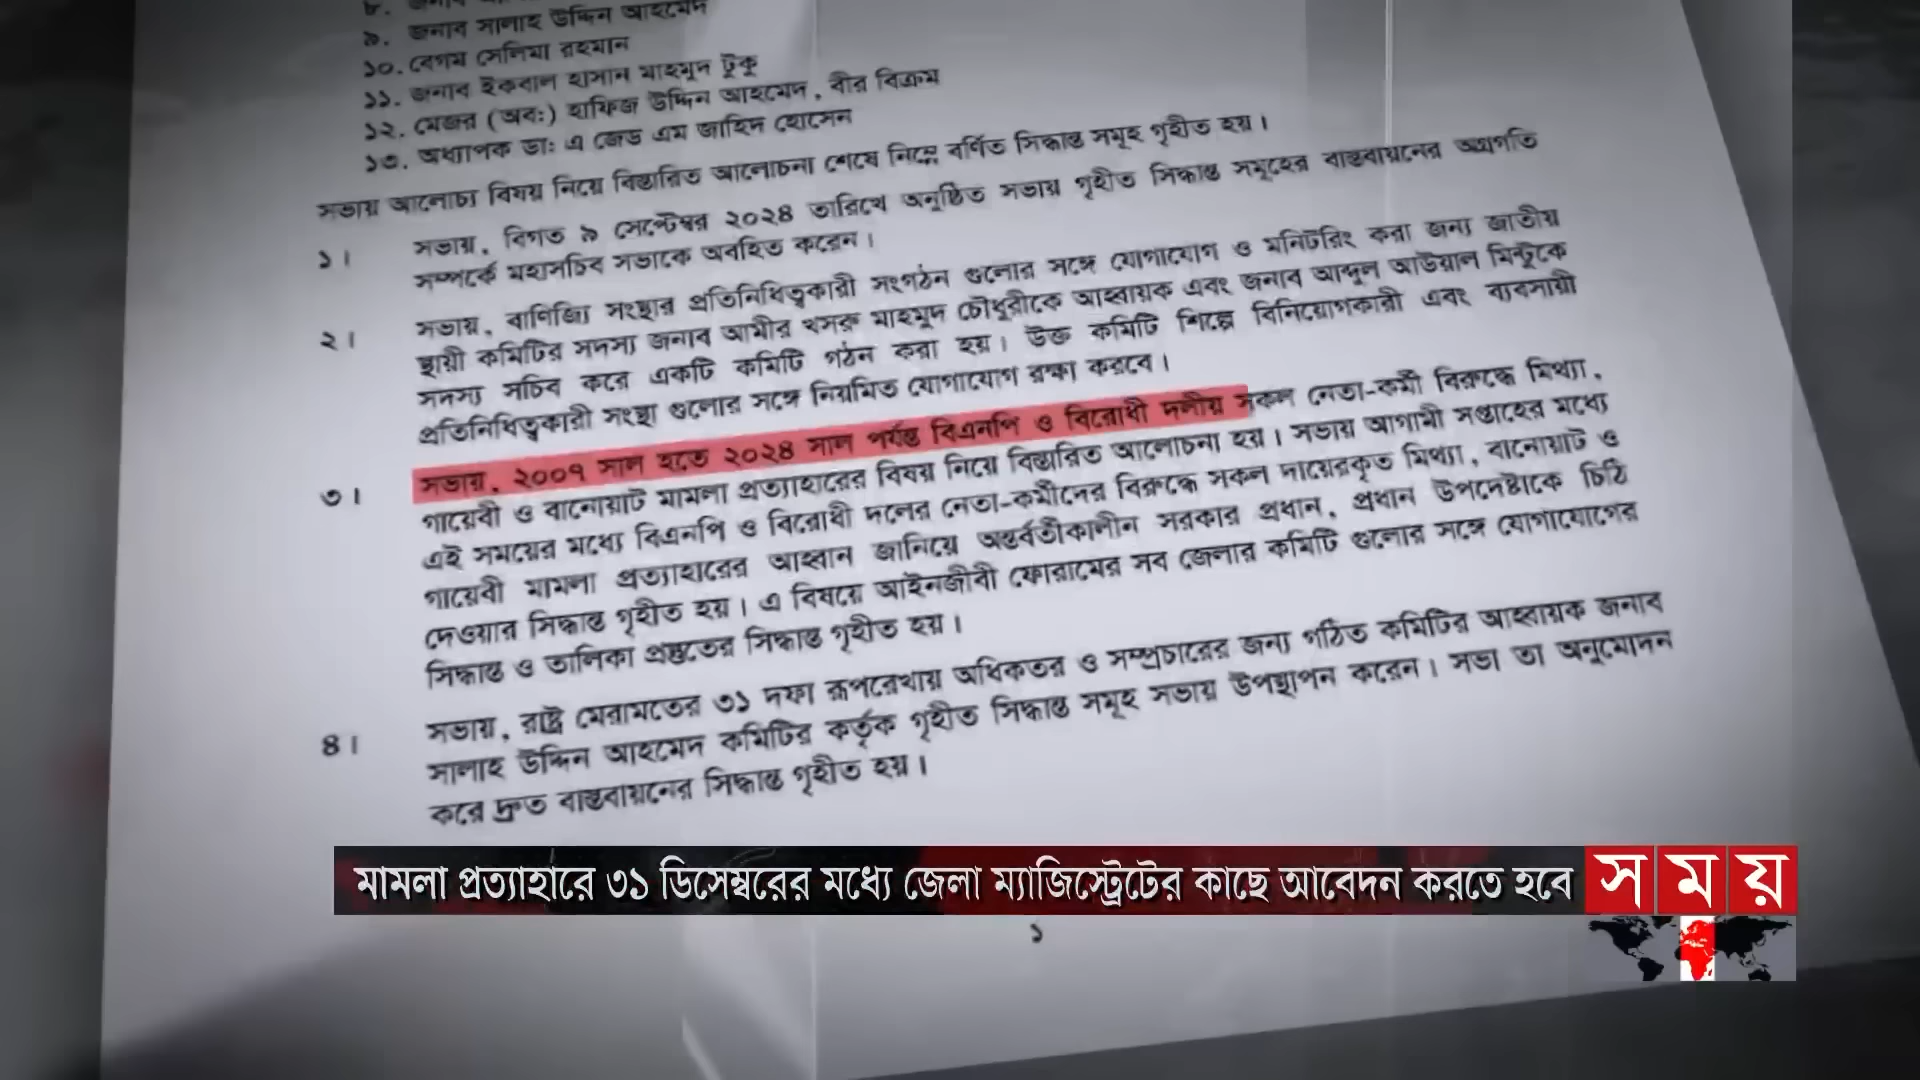 ৯. জনাব সালাহ উদ্দিন আহমেদ
১০. বেগম সেলিমা রহমান
১১. জনাব ইকবাল হাসান মাহমুদ টুকু
১২. মেজর (অবঃ) হাফিজ উদ্দিন আহমেদ, বীর বিক্রম
১৩. অধ্যাপক ডাঃ এ জেড এম জাহিদ হোসেন
সভায় আলোচ্য বিষয় নিয়ে বিস্তারিত আলোচনা শেষে নিম্নে বর্ণিত সিদ্ধান্ত সমূহ গৃহীত হয়।
১। সভায়, বিগত ৯ সেপ্টেম্বর ২০২৪ তারিখে অনুষ্ঠিত সভায় গৃহীত সিদ্ধান্ত সমূহের বাস্তবায়নের অগ্রগতি
সম্পর্কে মহাসচিব সভাকে অবহিত করেন।
২। সভায়, বাণিজ্যি সংস্থার প্রতিনিধিত্বকারী সংগঠন গুলোর সঙ্গে যোগাযোগ ও মনিটরিং করা জন্য জাতীয়
স্থায়ী কমিটির সদস্য জনাব আমীর খসরু মাহমুদ চৌধুরীকে আহ্বায়ক এবং জনাব আব্দুল আউয়াল মিন্টুকে
সদস্য সচিব করে একটি কমিটি গঠন করা হয়। উক্ত কমিটি শিল্পে বিনিয়োগকারী এবং ব্যবসায়ী
প্রতিনিধিত্বকারী সংস্থা গুলোর সঙ্গে নিয়মিত যোগাযোগ রক্ষা করবে।
৩। সভায়, ২০০৭ সাল হতে ২০২৪ সাল পর্যন্ত বিএনপি ও বিরোধী দলীয় সকল নেতা-কর্মী বিরুদ্ধে মিথ্যা,
গায়েবী ও বানোয়াট মামলা প্রত্যাহারের বিষয় নিয়ে বিস্তারিত আলোচনা হয়। সভায় আগামী সপ্তাহের মধ্যে
এই সময়ের মধ্যে বিএনপি ও বিরোধী দলের নেতা-কর্মীদের বিরুদ্ধে সকল দায়েরকৃত মিথ্যা, বানোয়াট ও
গায়েবী মামলা প্রত্যাহারের আহ্বান জানিয়ে অন্তর্বর্তীকালীন সরকার প্রধান, প্রধান উপদেষ্টাকে চিঠি
দেওয়ার সিদ্ধান্ত গৃহীত হয়। এ বিষয়ে আইনজীবী ফোরামের সব জেলার কমিটি গুলোর সঙ্গে যোগাযোগের
সিদ্ধান্ত ও তালিকা প্রস্তুতের সিদ্ধান্ত গৃহীত হয়।
৪। সভায়, রাষ্ট্র মেরামতের ৩১ দফা রূপরেখায় অধিকতর ও সম্প্রচারের জন্য গঠিত কমিটির আহ্বায়ক জনাব
সালাহ উদ্দিন আহমেদ কমিটির কর্তৃক গৃহীত সিদ্ধান্ত সমূহ সভায় উপস্থাপন করেন। সভা তা অনুমোদন
করে দ্রুত বাস্তবায়নের সিদ্ধান্ত গৃহীত হয়।
মামলা প্রত্যাহারে ৩১ ডিসেম্বরের মধ্যে জেলা ম্যাজিস্ট্রেটের কাছে আবেদন করতে হবে
সময়
১